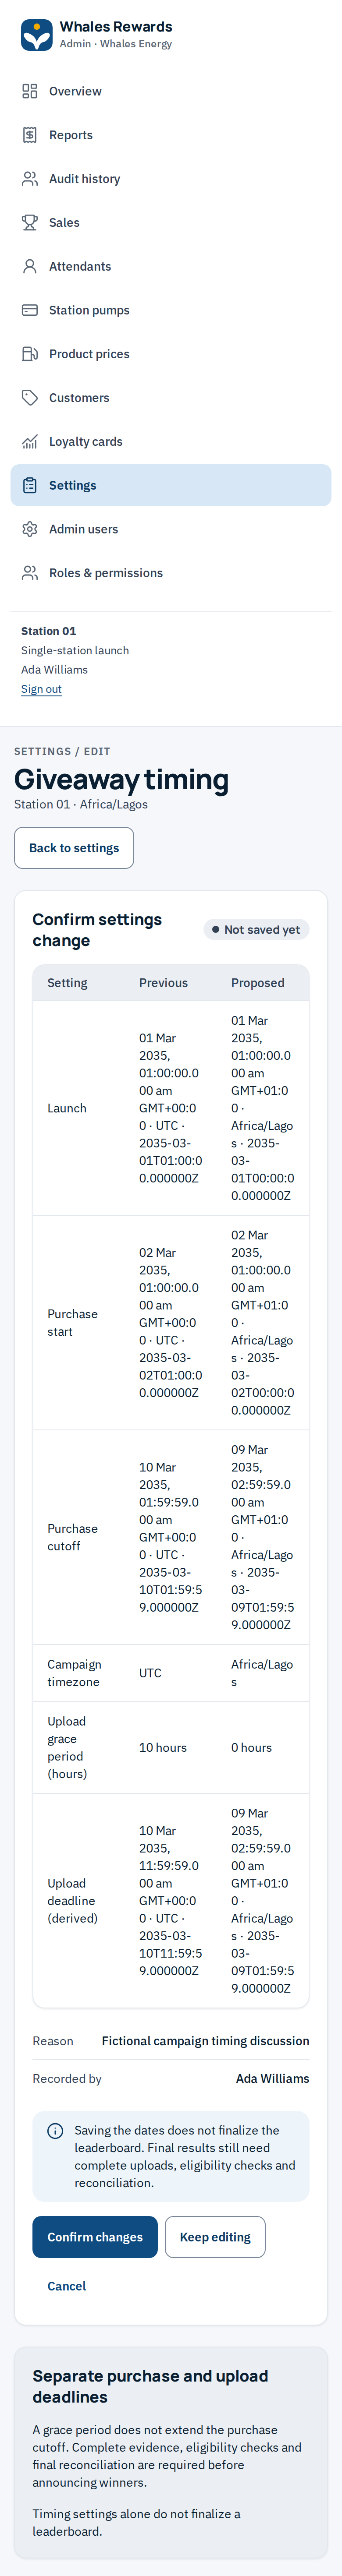 Whales Rewards
Admin · Whales Energy
Overview
Reports
Audit history
Sales
Attendants
Station pumps
Product prices
Customers
Loyalty cards
Settings
Admin users
Roles & permissions
Station 01
Single-station launch
Ada Williams
Sign out
SETTINGS / EDIT
Giveaway timing
Station 01 · Africa/Lagos
Back to settings
Confirm settings
change
Not saved yet
Setting Previous Proposed
Launch
01 Mar
2035,
01:00:00.0
00 am
GMT+00:0
0 · UTC ·
2035-03-
01T01:00:0
0.000000Z
01 Mar
2035,
01:00:00.0
00 am
GMT+01:0
0 ·
Africa/Lago
s · 2035-
03-
01T00:00:0
0.000000Z
Purchase
start
02 Mar
2035,
01:00:00.0
00 am
GMT+00:0
0 · UTC ·
2035-03-
02T01:00:0
0.000000Z
02 Mar
2035,
01:00:00.0
00 am
GMT+01:0
0 ·
Africa/Lago
s · 2035-
03-
02T00:00:0
0.000000Z
Purchase
cutoff
10 Mar
2035,
01:59:59.0
00 am
GMT+00:0
0 · UTC ·
2035-03-
10T01:59:5
9.000000Z
09 Mar
2035,
02:59:59.0
00 am
GMT+01:0
0 ·
Africa/Lago
s · 2035-
03-
09T01:59:5
9.000000Z
Campaign
timezone
UTC
Africa/Lago
s
Upload
grace
period
(hours)
10 hours
0 hours
Upload
deadline
(derived)
10 Mar
2035,
11:59:59.0
00 am
GMT+00:0
0 · UTC ·
2035-03-
10T11:59:5
9.000000Z
09 Mar
2035,
02:59:59.0
00 am
GMT+01:0
0 ·
Africa/Lago
s · 2035-
03-
09T01:59:5
9.000000Z
Reason Fictional campaign timing discussion
Recorded by Ada Williams
Saving the dates does not finalize the
leaderboard. Final results still need
complete uploads, eligibility checks and
reconciliation.
Confirm changes
Keep editing
Cancel
Separate purchase and upload
deadlines
A grace period does not extend the purchase
cutoff. Complete evidence, eligibility checks and
final reconciliation are required before
announcing winners.
Timing settings alone do not finalize a
leaderboard.